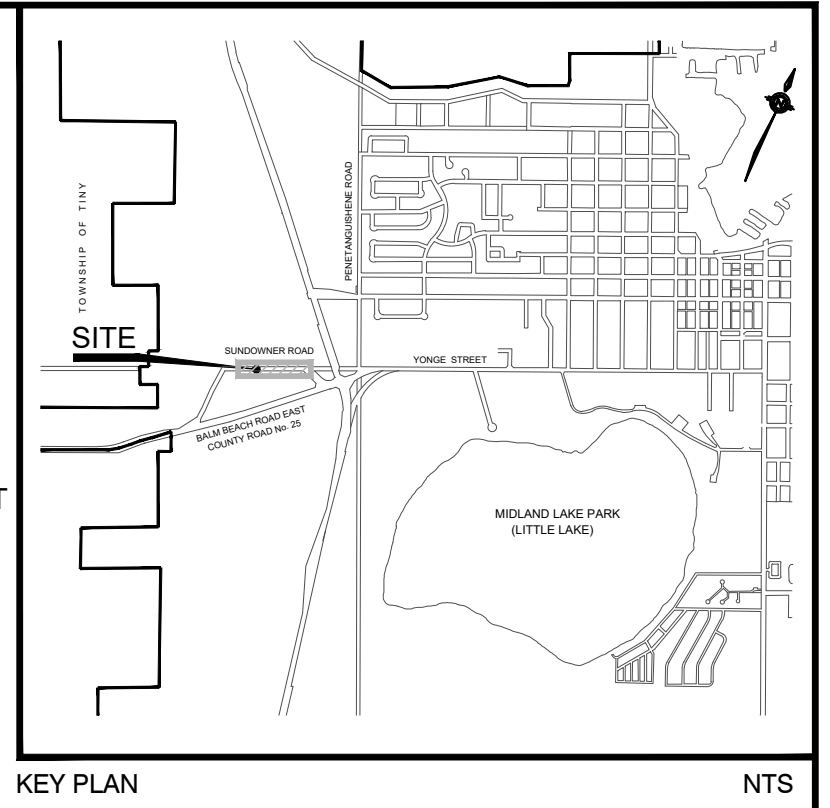 PENETANGUISHENE ROAD
TOWNSHIP OF TINY
N
SITE
SUNDOWNER ROAD
YONGE STREET
BALM BEACH ROAD EAST
COUNTY ROAD No. 25
T
MIDLAND LAKE PARK
(LITTLE LAKE)
KEY PLAN
NTS